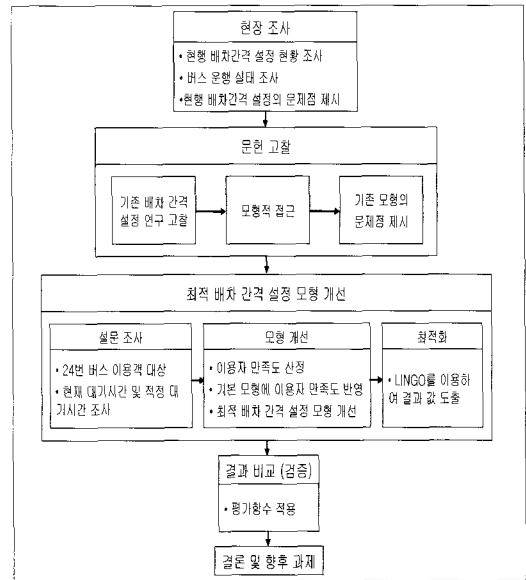 현장 조사
• 현행 배차간격 설정 현황 조사
• 버스 운행 실태 조사
•현행 배차간격 설정의 문제점 제시
문헌 고찰
기존 배차 간격
설정 연구 고찰
모형적 접근
기존 모형의
문제점 제시
최적 배차 간격 설정 모형 개선
설문 조사
• 24번 버스 이용객 대상
• 현재 대기시간 및 적정 대
기시간 조사
모형 개선
• 이용자 만족도 산정
• 기본 모형에 이용자 만족도 반영
• 최적 배차 간격 설정 모형 개선
최적화
• LINGO를 이용하
여 결과 값 도출
결과 비교 (검증)
• 평가함수 적용
결론 및 향후 과제